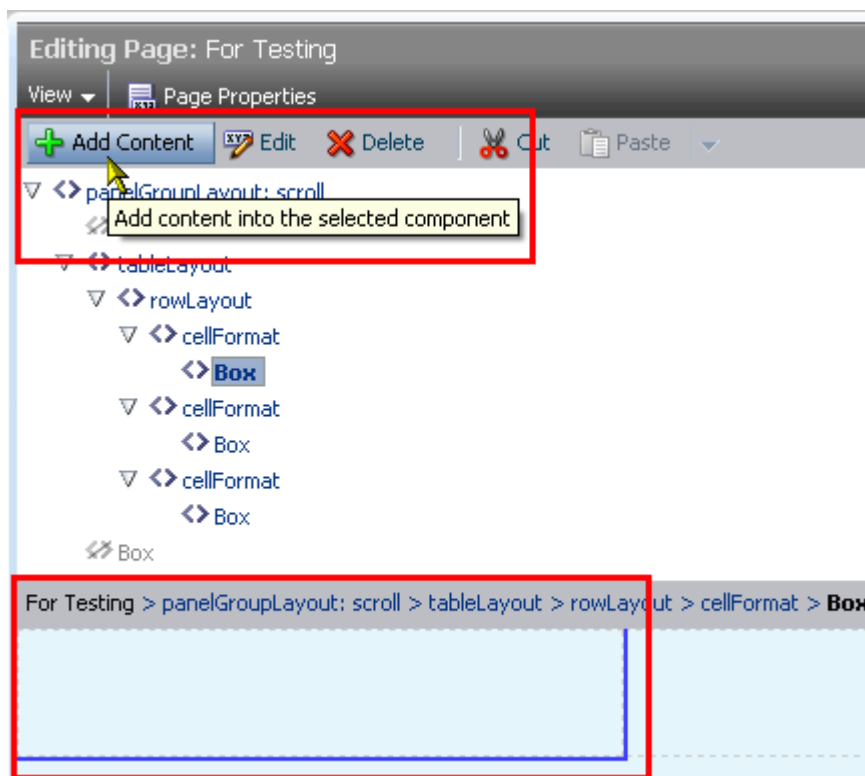 Editing Page: For Testing
View Page Properties
Add Content Edit Delete Cut Paste
panelGroupLayout: scroll
Add content into the selected component
tableLayout
rowLayout
cellFormat
Box
cellFormat
Box
cellFormat
Box
Box
For Testing > panelGroupLayout: scroll > tableLayout > rowLayout > cellFormat > Box